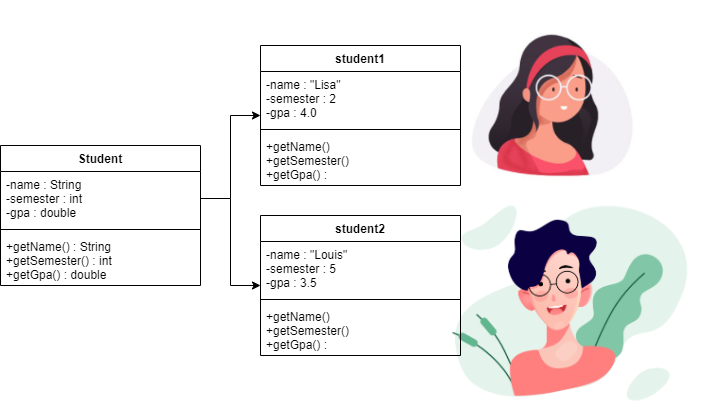 Student
-name : String
-semester : int
-gpa : double
+getName() : String
+getSemester() : int
+getGpa() : double
student1
-name : "Lisa"
-semester : 2
-gpa : 4.0
+getName()
+getSemester()
+getGpa() :
student2
-name : "Louis"
-semester : 5
-gpa : 3.5
+getName()
+getSemester()
+getGpa() :